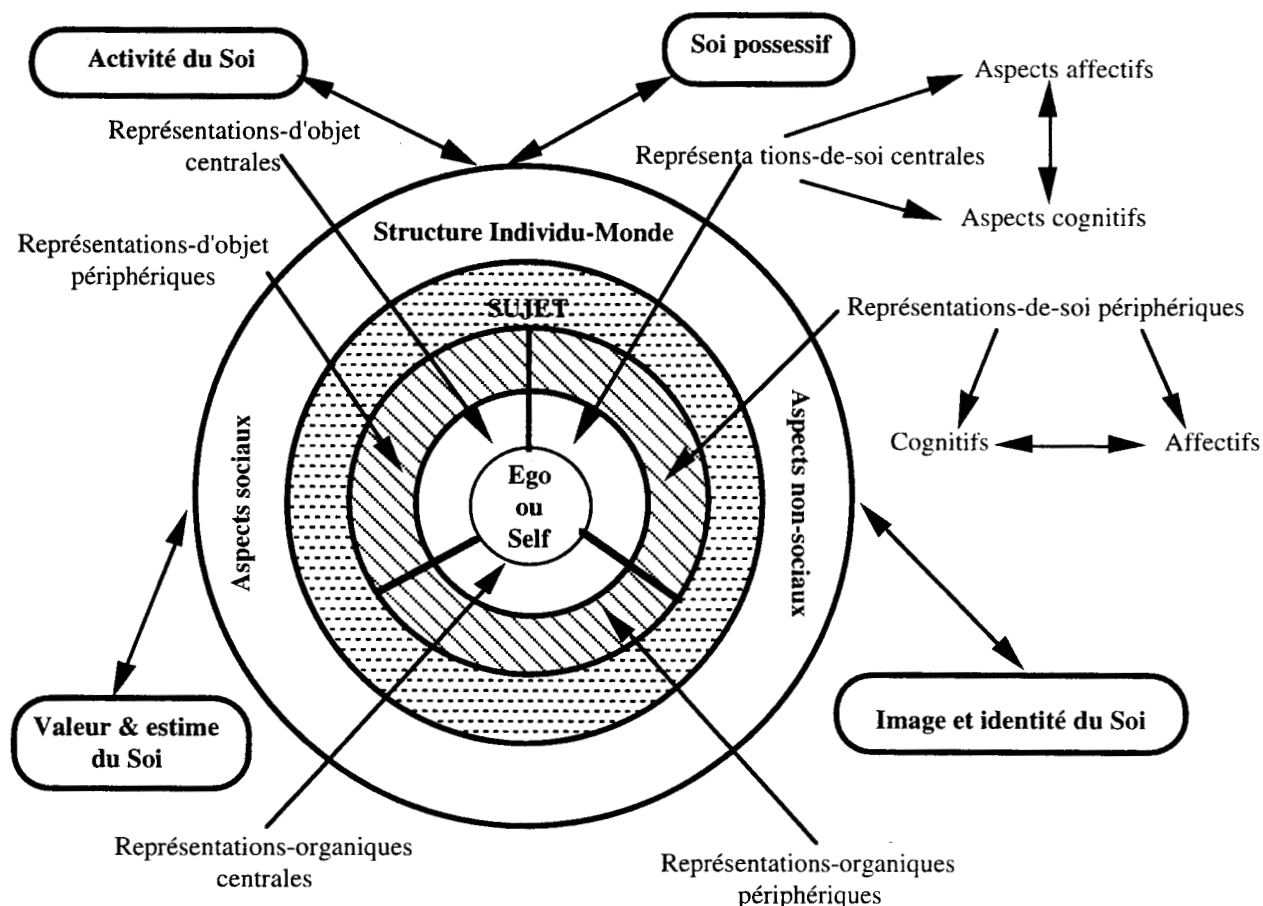 Activité du Soi
Soi possessif
Aspects affectifs
Représentations-d'objet
centrales
Représenta tions-de-soi centrales
Aspects cognitifs
Structure Individu-Monde
Représentations-d'objet
périphériques
SUJET
Représentations-de-soi périphériques
Aspects sociaux
Aspects non-sociaux
Cognitifs
Affectifs
Ego
ou
Self
Valeur & estime
du Soi
Image et identité du Soi
Représentations-organiques
centrales
Représentations-organiques
périphériques